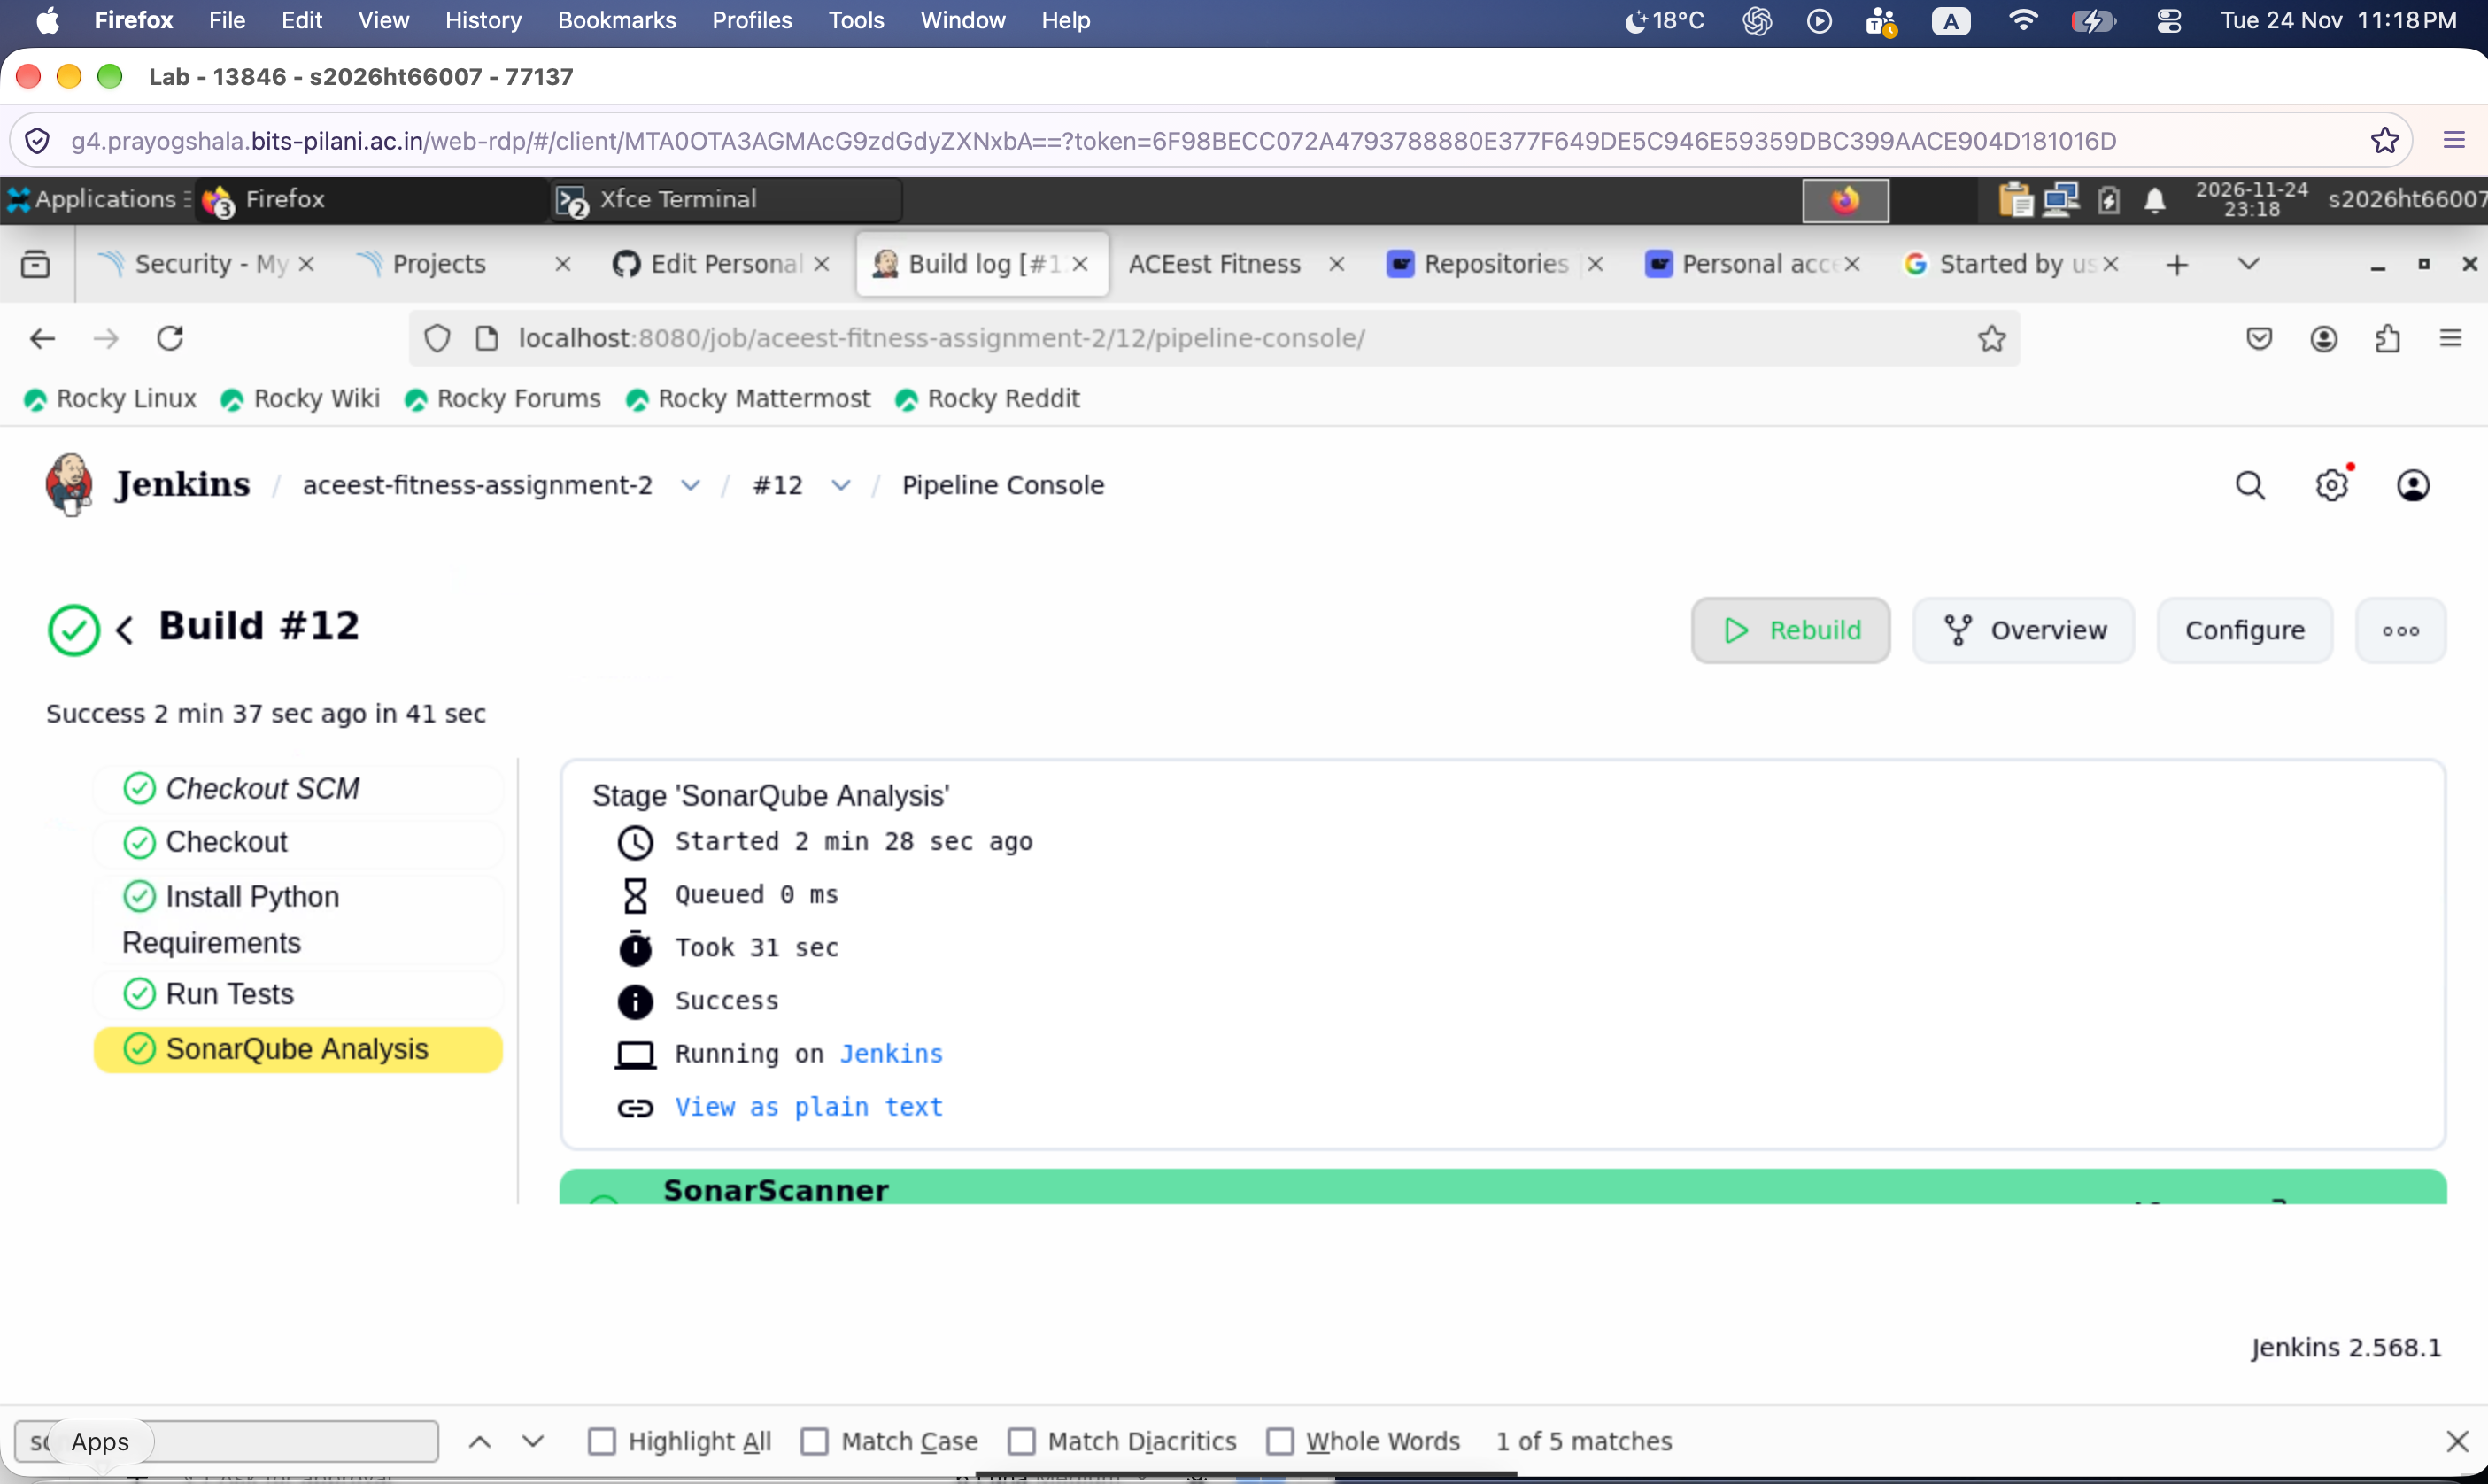 Firefox File Edit View History Bookmarks Profiles Tools Window Help 18°C A Tue 24 Nov 11:18 PM
Lab - 13846 - s2026ht66007 - 77137
g4.prayogshala.bits-pilani.ac.in/web-rdp/#/client/MTA0OTA3AGMAcG9zdGdyZXNxbA==?token=6F98BECC072A4793788880E377F649DE5C946E59359DBC399AACE904D181016D
Applications 3 Firefox 2 Xfce Terminal 2026-11-24 23:18 s2026ht66007
Security - My Projects Edit Personal Build log [#1 ACEest Fitness Repositories Personal acc Started by us
localhost:8080/job/aceest-fitness-assignment-2/12/pipeline-console/
Rocky Linux Rocky Wiki Rocky Forums Rocky Mattermost Rocky Reddit
Jenkins / aceest-fitness-assignment-2 / #12 / Pipeline Console
Build #12 Rebuild Overview Configure
Success 2 min 37 sec ago in 41 sec
Checkout SCM
Checkout
Install Python
Requirements
Run Tests
SonarQube Analysis
Stage 'SonarQube Analysis'
Started 2 min 28 sec ago
Queued 0 ms
Took 31 sec
Success
Running on Jenkins
View as plain text
SonarScanner
Jenkins 2.568.1
Apps Highlight All Match Case Match Diacritics Whole Words 1 of 5 matches